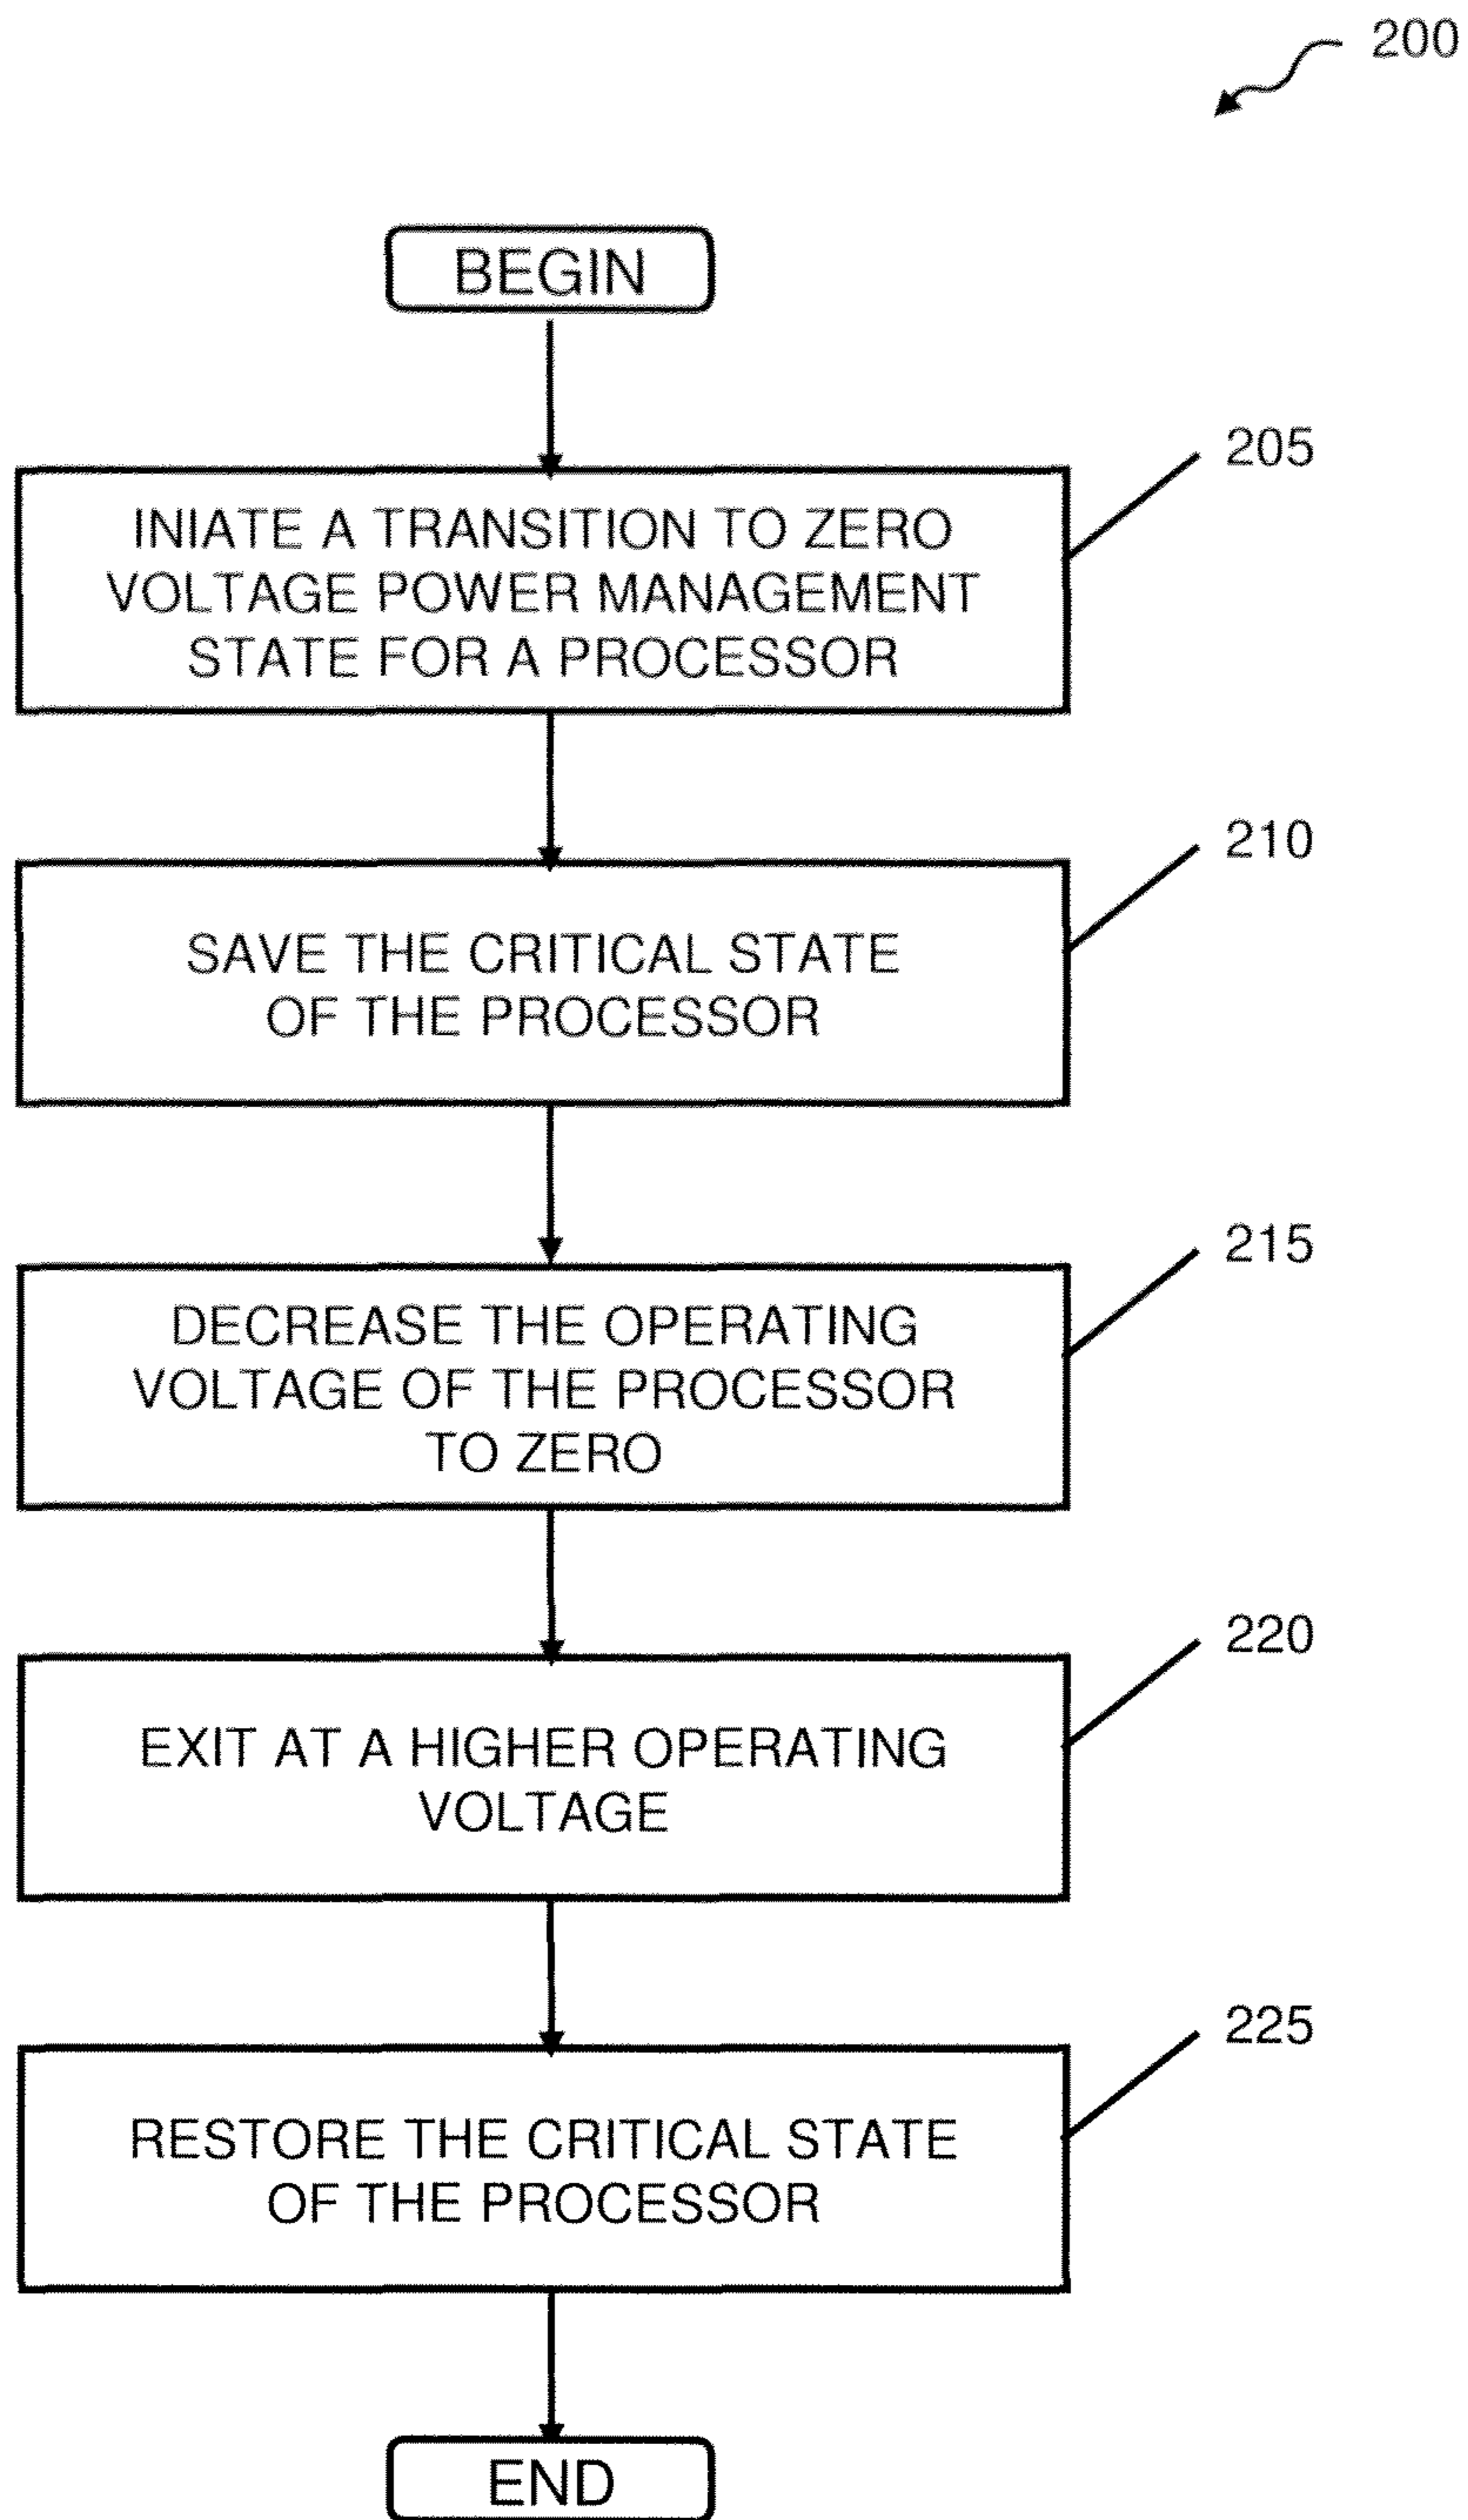 200
BEGIN
205
INIATE A TRANSITION TO ZERO
VOLTAGE POWER MANAGEMENT
STATE FOR A PROCESSOR
210
SAVE THE CRITICAL STATE
OF THE PROCESSOR
215
DECREASE THE OPERATING
VOLTAGE OF THE PROCESSOR
TO ZERO
220
EXIT AT A HIGHER OPERATING
VOLTAGE
225
RESTORE THE CRITICAL STATE
OF THE PROCESSOR
END